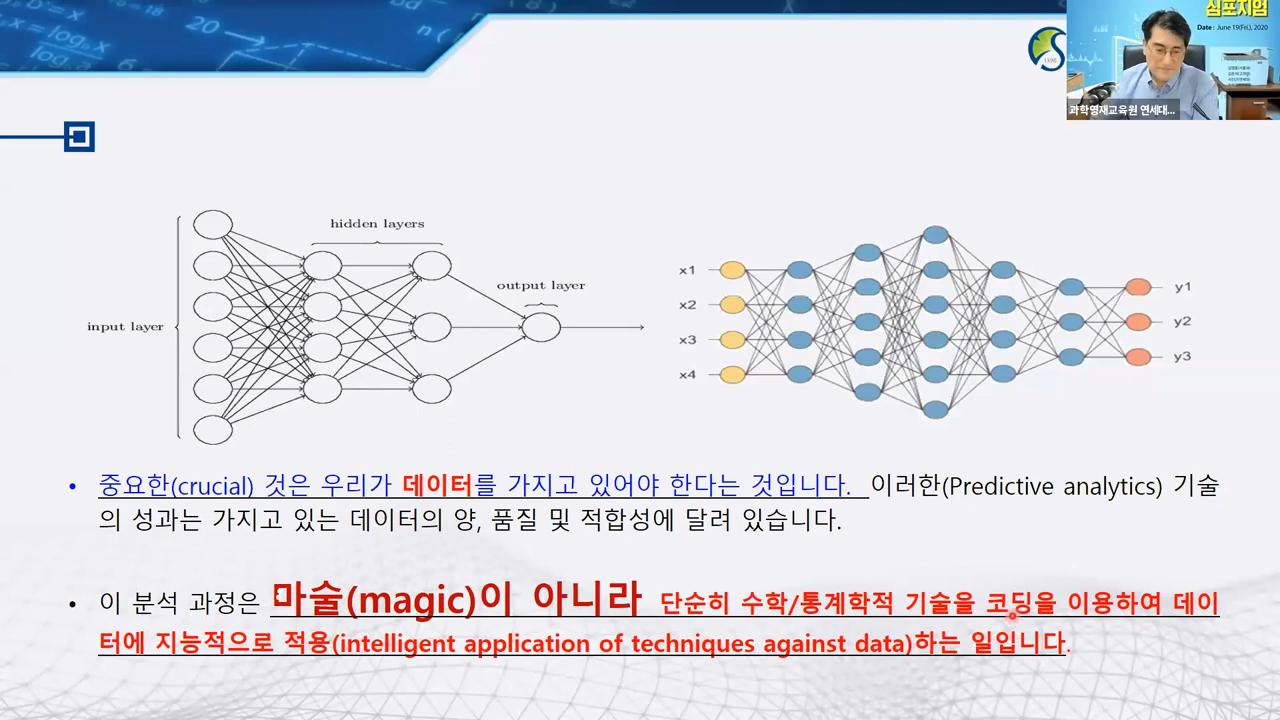 심포지엄
Date : June 19(Fri.), 2020
과학영재교육원 연세대...
1398
20
hidden layers
output layer
input layer
x1
x2
x3
x4
y1
y2
y3
• 중요한(crucial) 것은 우리가 데이터를 가지고 있어야 한다는 것입니다. 이러한(Predictive analytics) 기술
의 성과는 가지고 있는 데이터의 양, 품질 및 적합성에 달려 있습니다.
• 이 분석 과정은 마술(magic)이 아니라 단순히 수학/통계학적 기술을 코딩을 이용하여 데이
터에 지능적으로 적용(intelligent application of techniques against data)하는 일입니다.